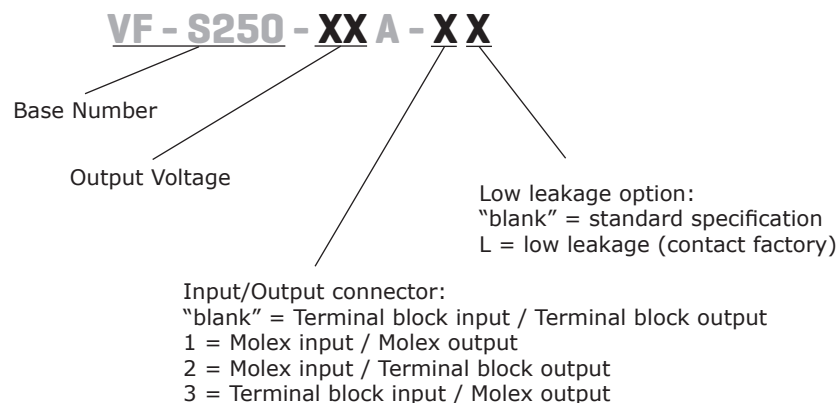 VF - S250 - XX A - X X
Base Number
Output Voltage
Low leakage option:
“blank” = standard specification
L = low leakage (contact factory)
Input/Output connector:
“blank” = Terminal block input / Terminal block output
1 = Molex input / Molex output
2 = Molex input / Terminal block output
3 = Terminal block input / Molex output